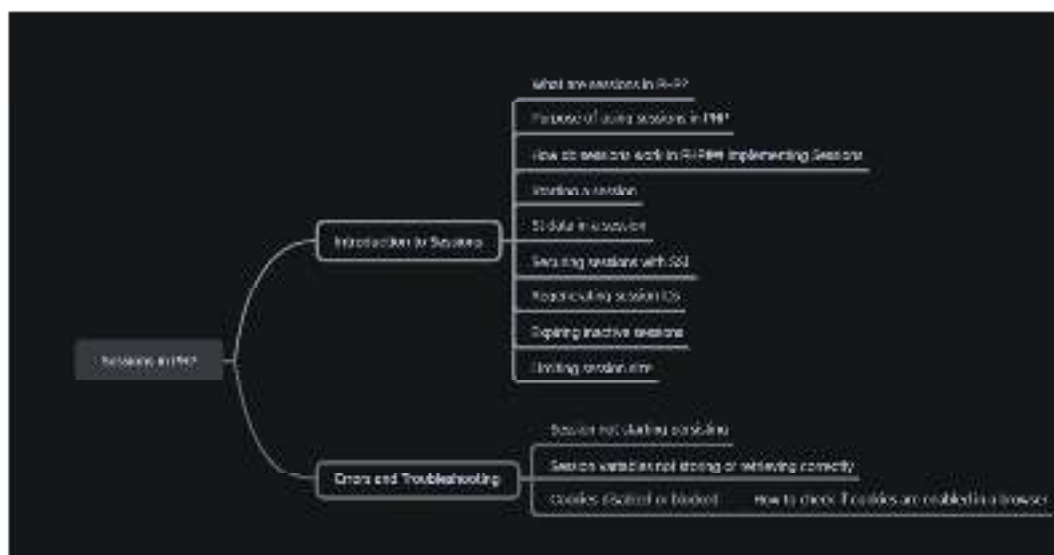 What are sessions in PHP?
Purpose of using sessions in PHP
How do sessions work in PHP## Implementing Sessions
Starting a session
data in a session
Introduction to Sessions
Securing sessions with SSL
Regenerating session IDs
Expiring inactive sessions
Sessions in PHP
Limiting session size
Session not starting persisting
Session variables not storing or retrieving correctly
Errors and Troubleshooting
Cookies disabled or blocked
How to check if cookies are enabled in a browser